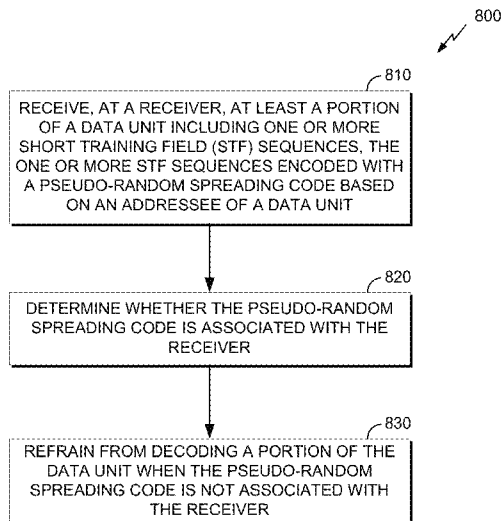 800
810
RECEIVE, AT A RECEIVER, AT LEAST A PORTION
OF A DATA UNIT INCLUDING ONE OR MORE
SHORT TRAINING FIELD (STF) SEQUENCES, THE
ONE OR MORE STF SEQUENCES ENCODED WITH
A PSEUDO-RANDOM SPREADING CODE BASED
ON AN ADDRESSEE OF A DATA UNIT
820
DETERMINE WHETHER THE PSEUDO-RANDOM
SPREADING CODE IS ASSOCIATED WITH THE
RECEIVER
830
REFRAIN FROM DECODING A PORTION OF THE
DATA UNIT WHEN THE PSEUDO-RANDOM
SPREADING CODE IS NOT ASSOCIATED WITH
THE RECEIVER